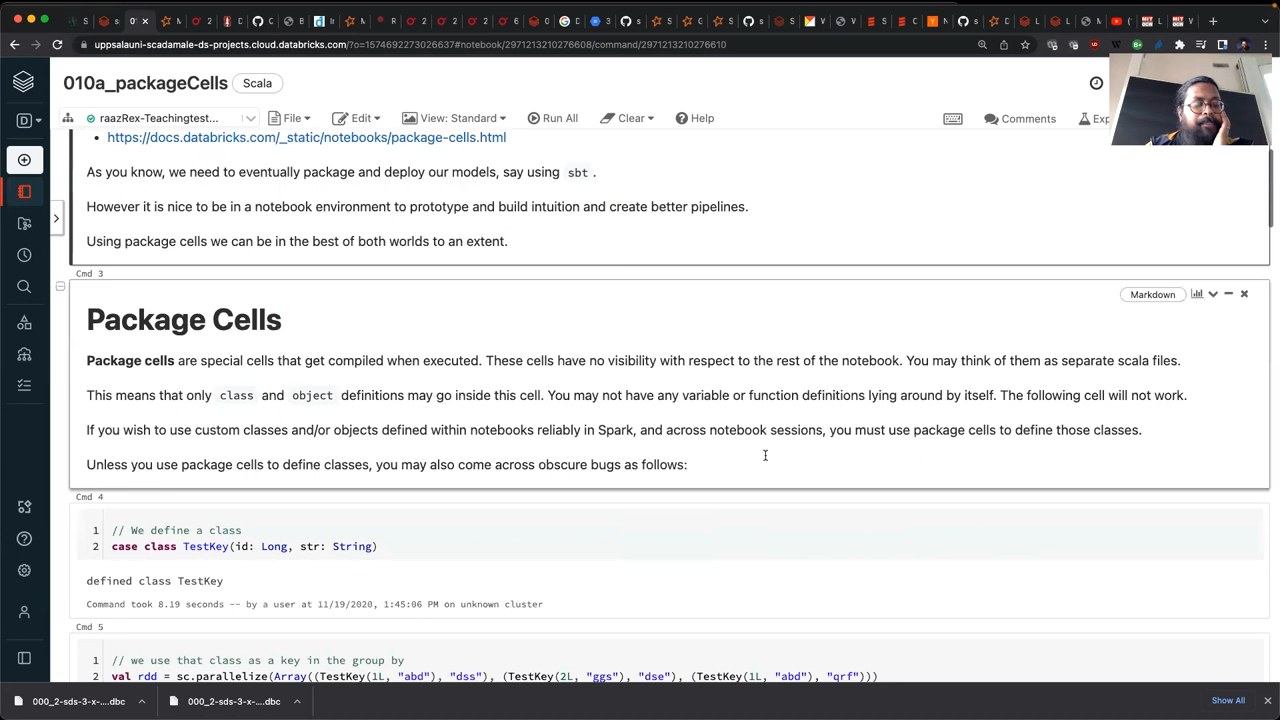 uppsalauni-scadamale-ds-projects.cloud.databricks.com/?o=1574692273026637#notebook/2971213210276608/command/2971213210276610
010a_packageCells Scala
raazRex-Teachingtest... File Edit View: Standard Run All Clear Help Comments Exp
https://docs.databricks.com/_static/notebooks/package-cells.html
As you know, we need to eventually package and deploy our models, say using sbt .
However it is nice to be in a notebook environment to prototype and build intuition and create better pipelines.
Using package cells we can be in the best of both worlds to an extent.
Cmd 3
Markdown
Package Cells
Package cells are special cells that get compiled when executed. These cells have no visibility with respect to the rest of the notebook. You may think of them as separate scala files.
This means that only class and object definitions may go inside this cell. You may not have any variable or function definitions lying around by itself. The following cell will not work.
If you wish to use custom classes and/or objects defined within notebooks reliably in Spark, and across notebook sessions, you must use package cells to define those classes.
Unless you use package cells to define classes, you may also come across obscure bugs as follows:
Cmd 4
1 // We define a class
2 case class TestKey(id: Long, str: String)
defined class TestKey
Command took 8.19 seconds -- by a user at 11/19/2020, 1:45:06 PM on unknown cluster
Cmd 5
1 // we use that class as a key in the group by
2 val rdd = sc.parallelize(Array((TestKey(1L, "abd"), "dss"), (TestKey(2L, "ggs"), "dse"), (TestKey(1L, "abd"), "qrf")))
000_2-sds-3-x-....dbc 000_2-sds-3-x-....dbc Show All